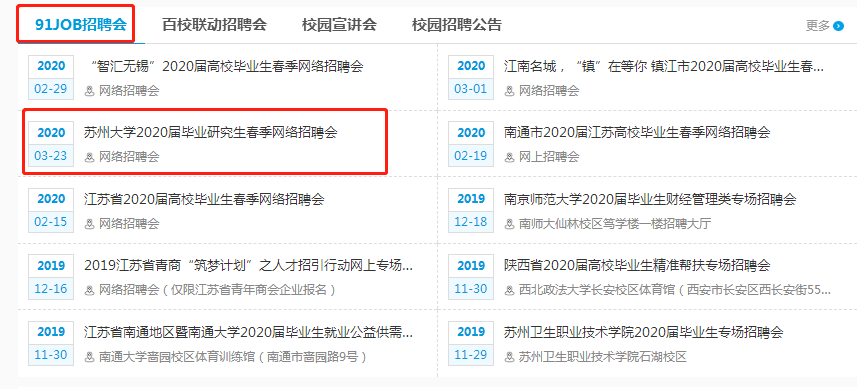 91JOB招聘会 百校联动招聘会 校园宣讲会 校园招聘公告 更多
2020
02-29
“智汇无锡”2020届高校毕业生春季网络招聘会
网络招聘会
2020
03-01
江南名城，“镇”在等你 镇江市2020届高校毕业生春...
网络招聘会
2020
03-23
苏州大学2020届毕业研究生春季网络招聘会
网络招聘会
2020
02-19
南通市2020届江苏高校毕业生春季网络招聘会
网上招聘会
2020
02-15
江苏省2020届高校毕业生春季网络招聘会
网络招聘会
2019
12-18
南京师范大学2020届毕业生财经管理类专场招聘会
南师大仙林校区笃学楼一楼招聘大厅
2019
12-16
2019江苏省青商“筑梦计划”之人才招引行动网上专场...
网络招聘会（仅限江苏省青年商会企业报名）
2019
11-30
陕西省2020届高校毕业生精准帮扶专场招聘会
西北政法大学长安校区体育馆（西安市长安区西长安街55...
2019
11-30
江苏省南通地区暨南通大学2020届毕业生就业公益供需...
南通大学啬园校区体育训练馆（南通市啬园路9号）
2019
11-29
苏州卫生职业技术学院2020届毕业生专场招聘会
苏州卫生职业技术学院石湖校区